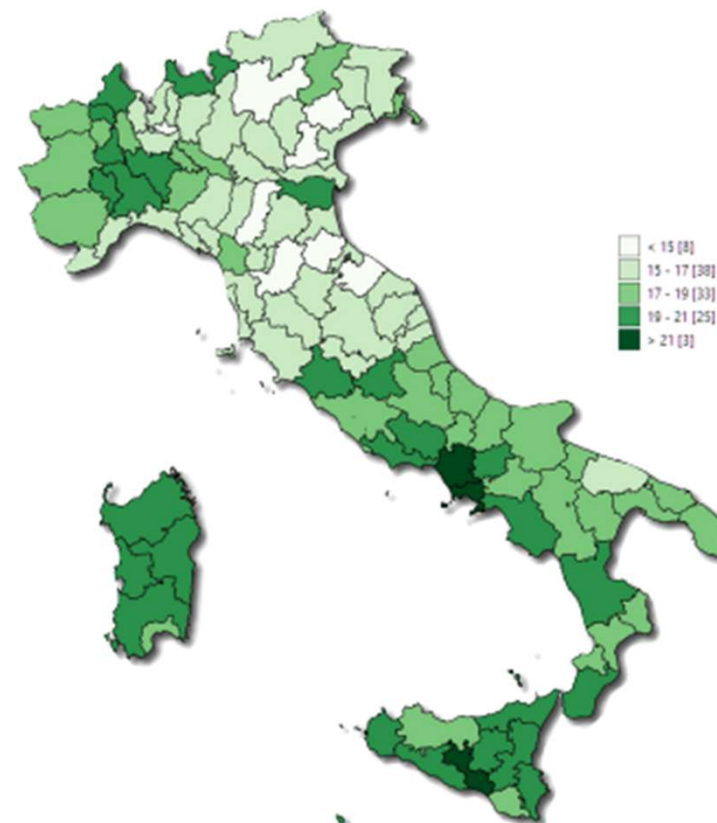 < 15 [8]
15 - 17 [38]
17 - 19 [33]
19 - 21 [25]
> 21 [3]